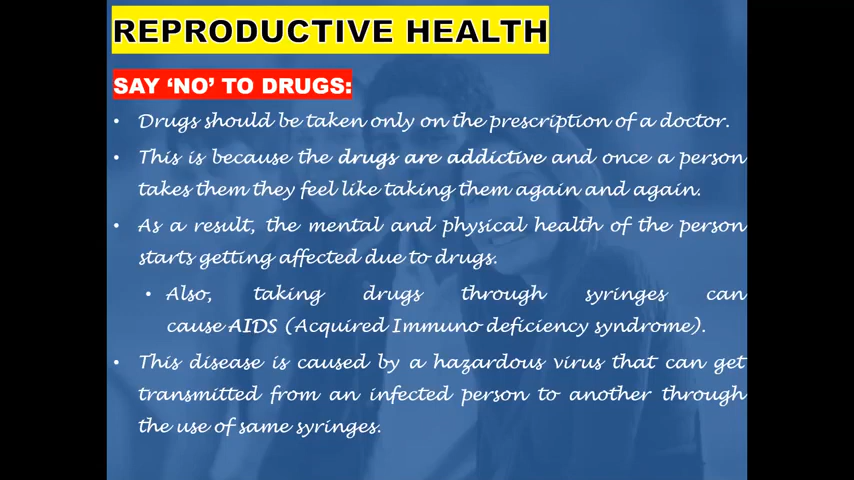 REPRODUCTIVE HEALTH
SAY ‘NO’ TO DRUGS:
• Drugs should be taken only on the prescription of a doctor.
• This is because the drugs are addictive and once a person
takes them they feel like taking them again and again.
• As a result, the mental and physical health of the person
starts getting affected due to drugs.
• Also, taking drugs through syringes can
cause AIDS (Acquired Immuno deficiency syndrome).
• This disease is caused by a hazardous virus that can get
transmitted from an infected person to another through
the use of same syringes.